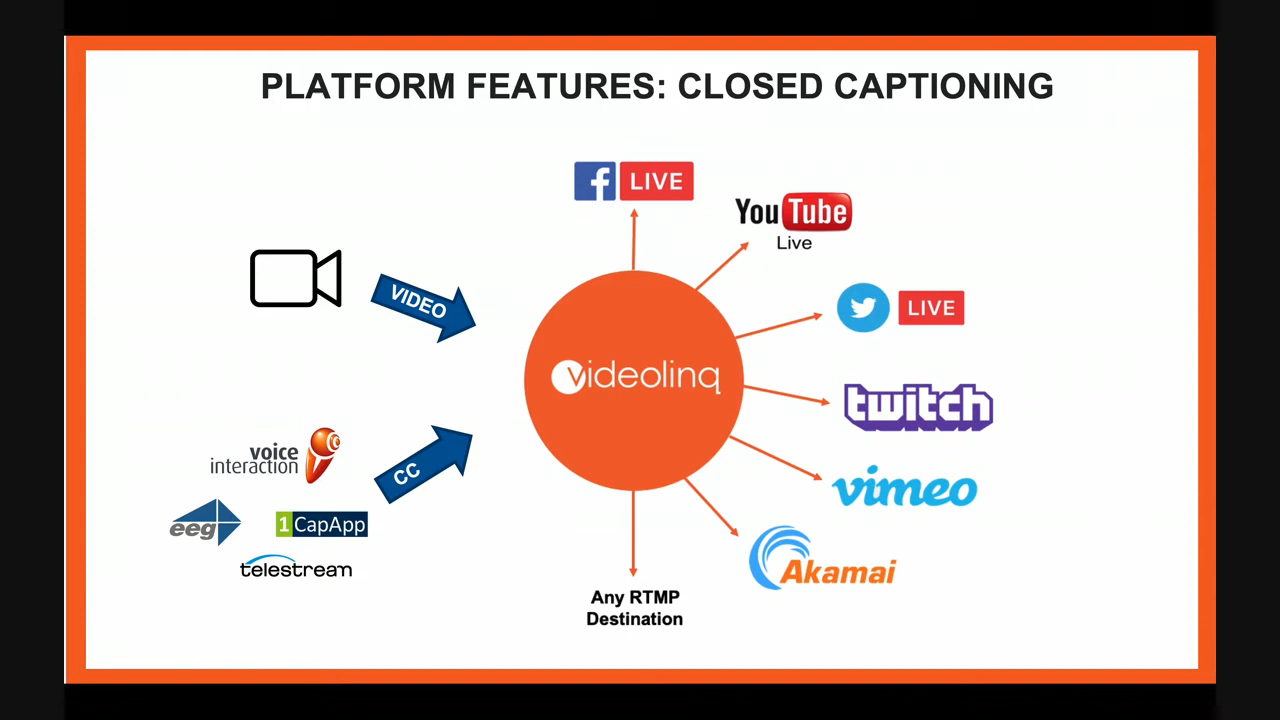 PLATFORM FEATURES: CLOSED CAPTIONING
f LIVE
YouTube
Live
VIDEO
LIVE
videolinq
twitch
voice
interaction
CC
vimeo
eeg
1CapApp
telestream
Akamai
Any RTMP
Destination